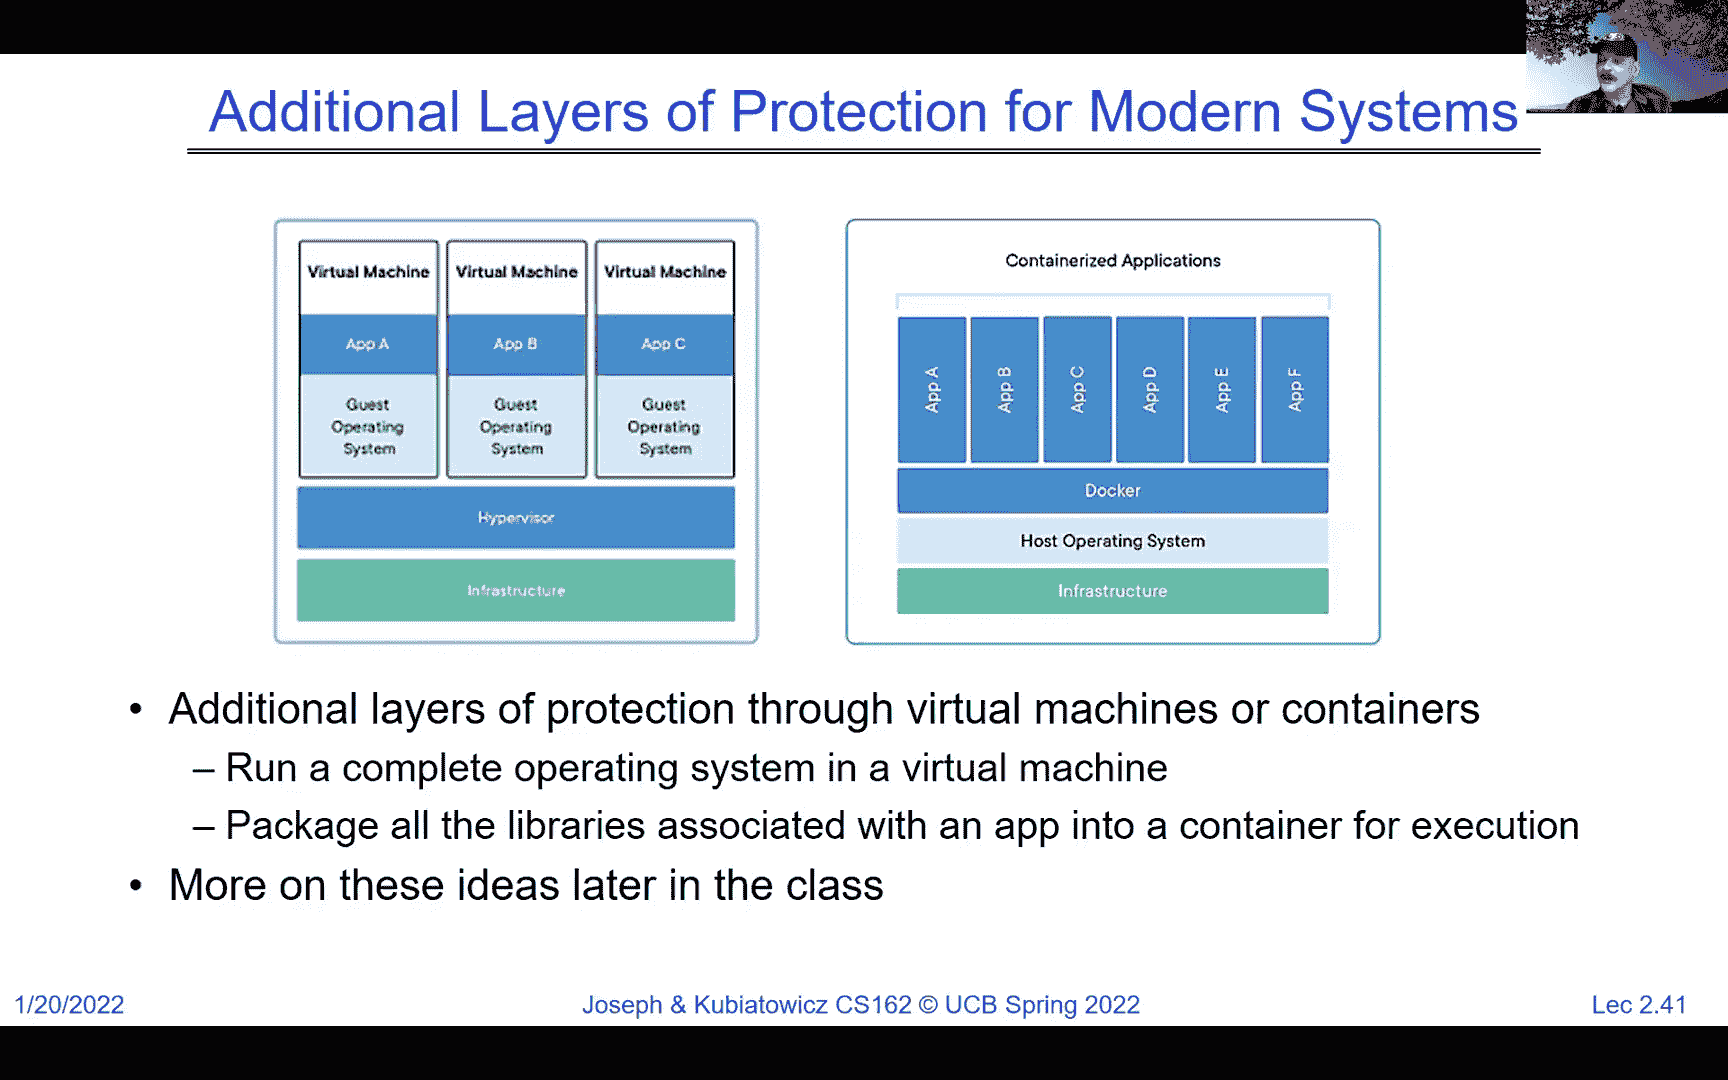 Additional Layers of Protection for Modern Systems
Virtual Machine
App A
Guest
Operating
System
Virtual Machine
App B
Guest
Operating
System
Virtual Machine
App C
Guest
Operating
System
Hypervisor
Infrastructure
Containerized Applications
App A
App B
App C
App D
App E
App F
Docker
Host Operating System
Infrastructure
• Additional layers of protection through virtual machines or containers
– Run a complete operating system in a virtual machine
– Package all the libraries associated with an app into a container for execution
• More on these ideas later in the class
1/20/2022
Joseph & Kubiatowicz CS162 © UCB Spring 2022
Lec 2.41